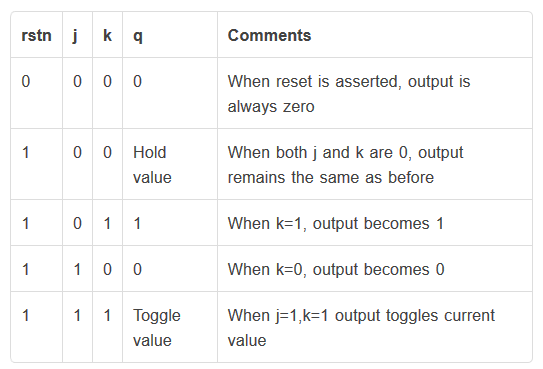 rstn j k q Comments
0 0 0 0 When reset is asserted, output is
always zero
1 0 0 Hold When both j and k are 0, output
value remains the same as before
1 0 1 1 When k=1, output becomes 1
1 1 0 0 When k=0, output becomes 0
1 1 1 Toggle When j=1,k=1 output toggles current
value value